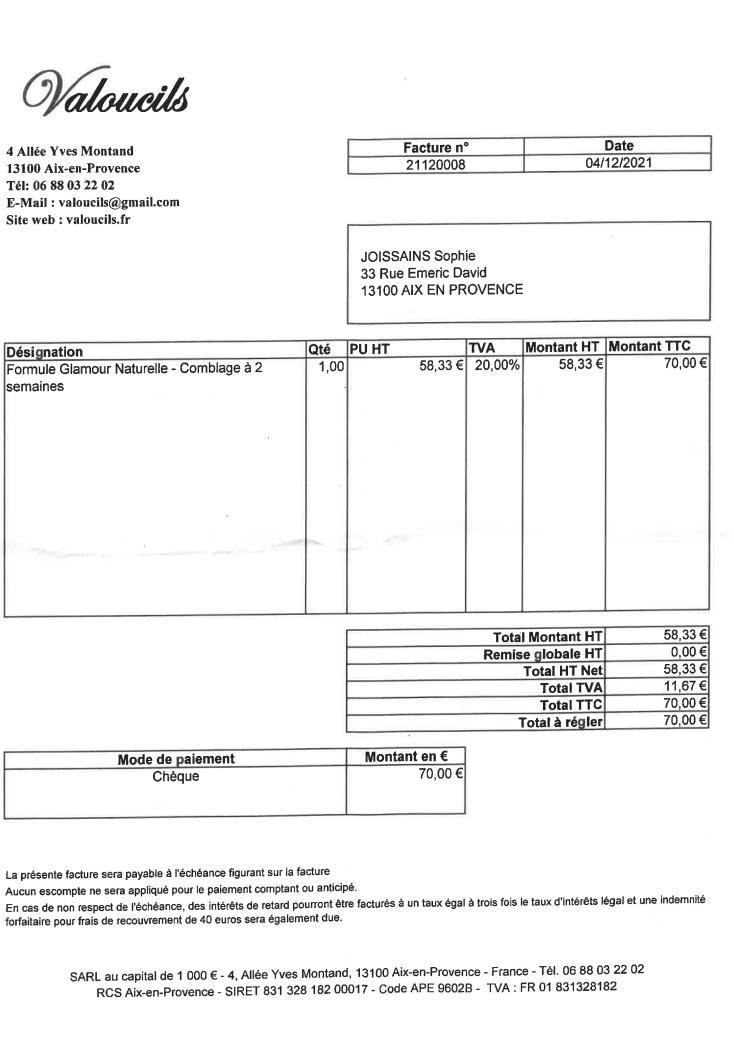 Valoucils
4 Allée Yves Montand
13100 Aix-en-Provence
Tél: 06 88 03 22 02
E-Mail : valoucils@gmail.com
Site web : valoucils.fr
Facture n° Date
21120008 04/12/2021
JOISSAINS Sophie
33 Rue Emeric David
13100 AIX EN PROVENCE
Désignation Qté PU HT TVA Montant HT Montant TTC
Formule Glamour Naturelle - Comblage à 2 1,00 58,33 € 20,00% 58,33 € 70,00 €
semaines
Total Montant HT 58,33 €
Remise globale HT 0,00 €
Total HT Net 58,33 €
Total TVA 11,67 €
Total TTC 70,00 €
Total à régler 70,00 €
Mode de paiement Montant en €
Chèque 70,00 €
La présente facture sera payable à l'échéance figurant sur la facture
Aucun escompte ne sera appliqué pour le paiement comptant ou anticipé.
En cas de non respect de l'échéance, des intérêts de retard pourront être facturés à un taux égal à trois fois le taux d'intérêts légal et une indemnité
forfaitaire pour frais de recouvrement de 40 euros sera également due.
SARL au capital de 1 000 € - 4, Allée Yves Montand, 13100 Aix-en-Provence - France - Tél. 06 88 03 22 02
RCS Aix-en-Provence - SIRET 831 328 182 00017 - Code APE 9602B - TVA : FR 01 831328182